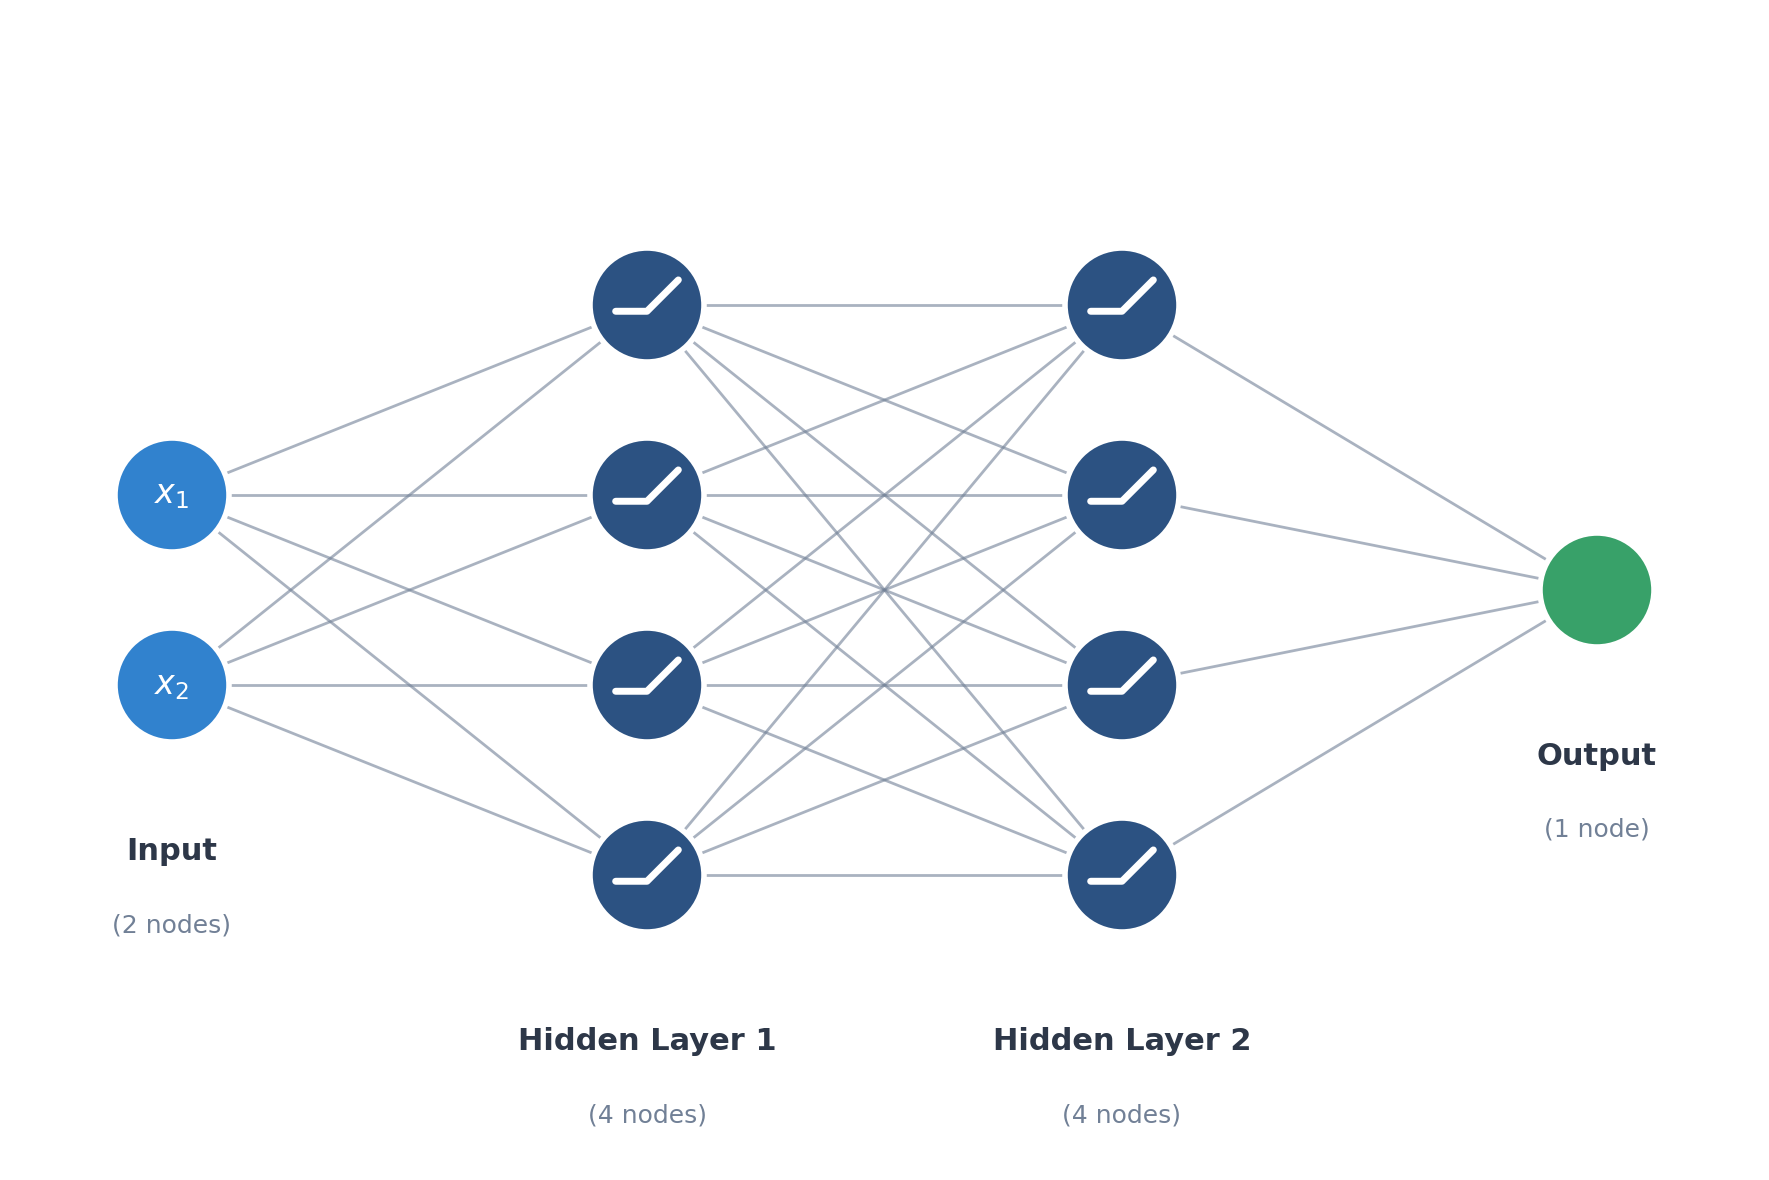 x₁
x₂
Input
(2 nodes)
Hidden Layer 1
(4 nodes)
Hidden Layer 2
(4 nodes)
Output
(1 node)